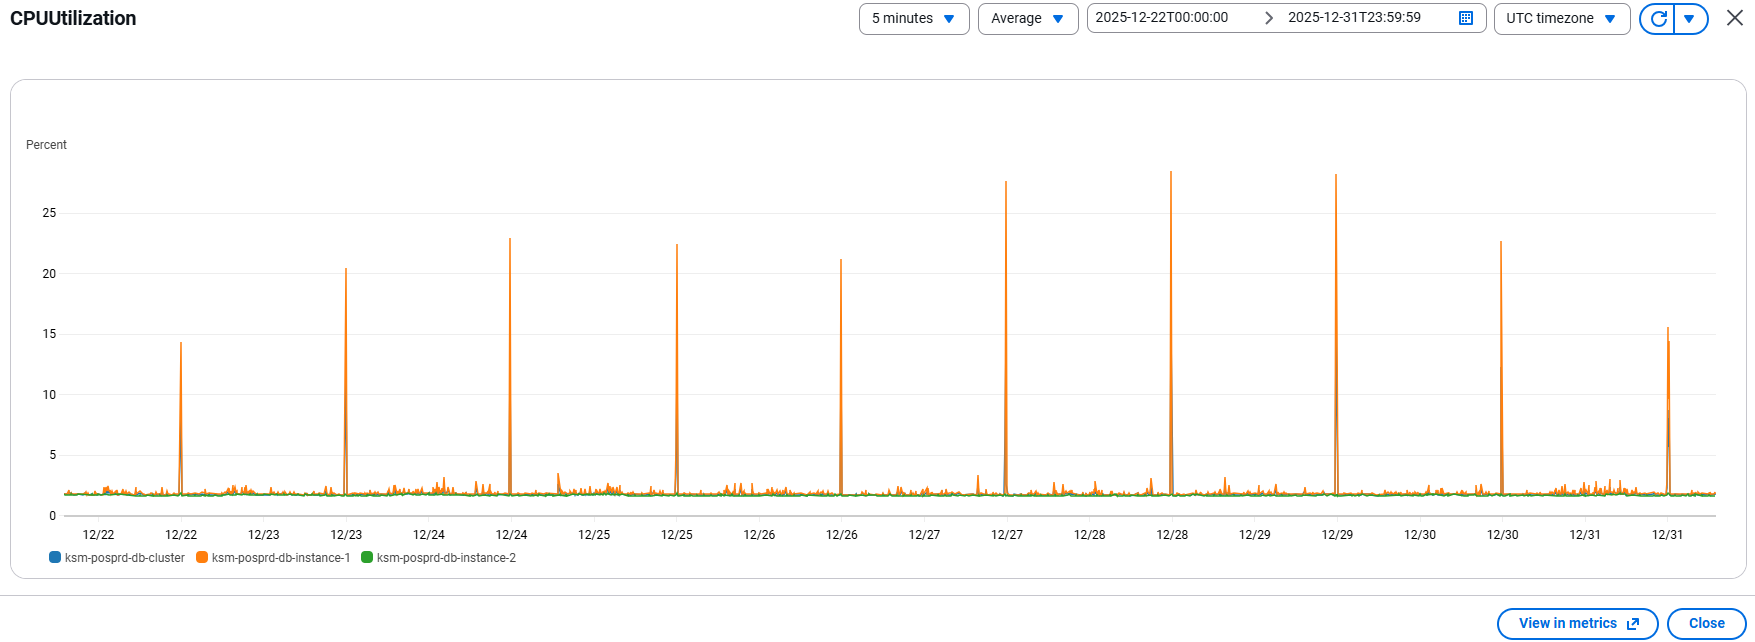 CPUUtilization
5 minutes
Average
2025-12-22T00:00:00
2025-12-31T23:59:59
UTC timezone
Percent
25
20
15
10
5
0
12/22 12/22 12/23 12/23 12/24 12/24 12/25 12/25 12/26 12/26 12/27 12/27 12/28 12/28 12/29 12/29 12/30 12/30 12/31 12/31
ksm-posprd-db-cluster ksm-posprd-db-instance-1 ksm-posprd-db-instance-2
View in metrics
Close